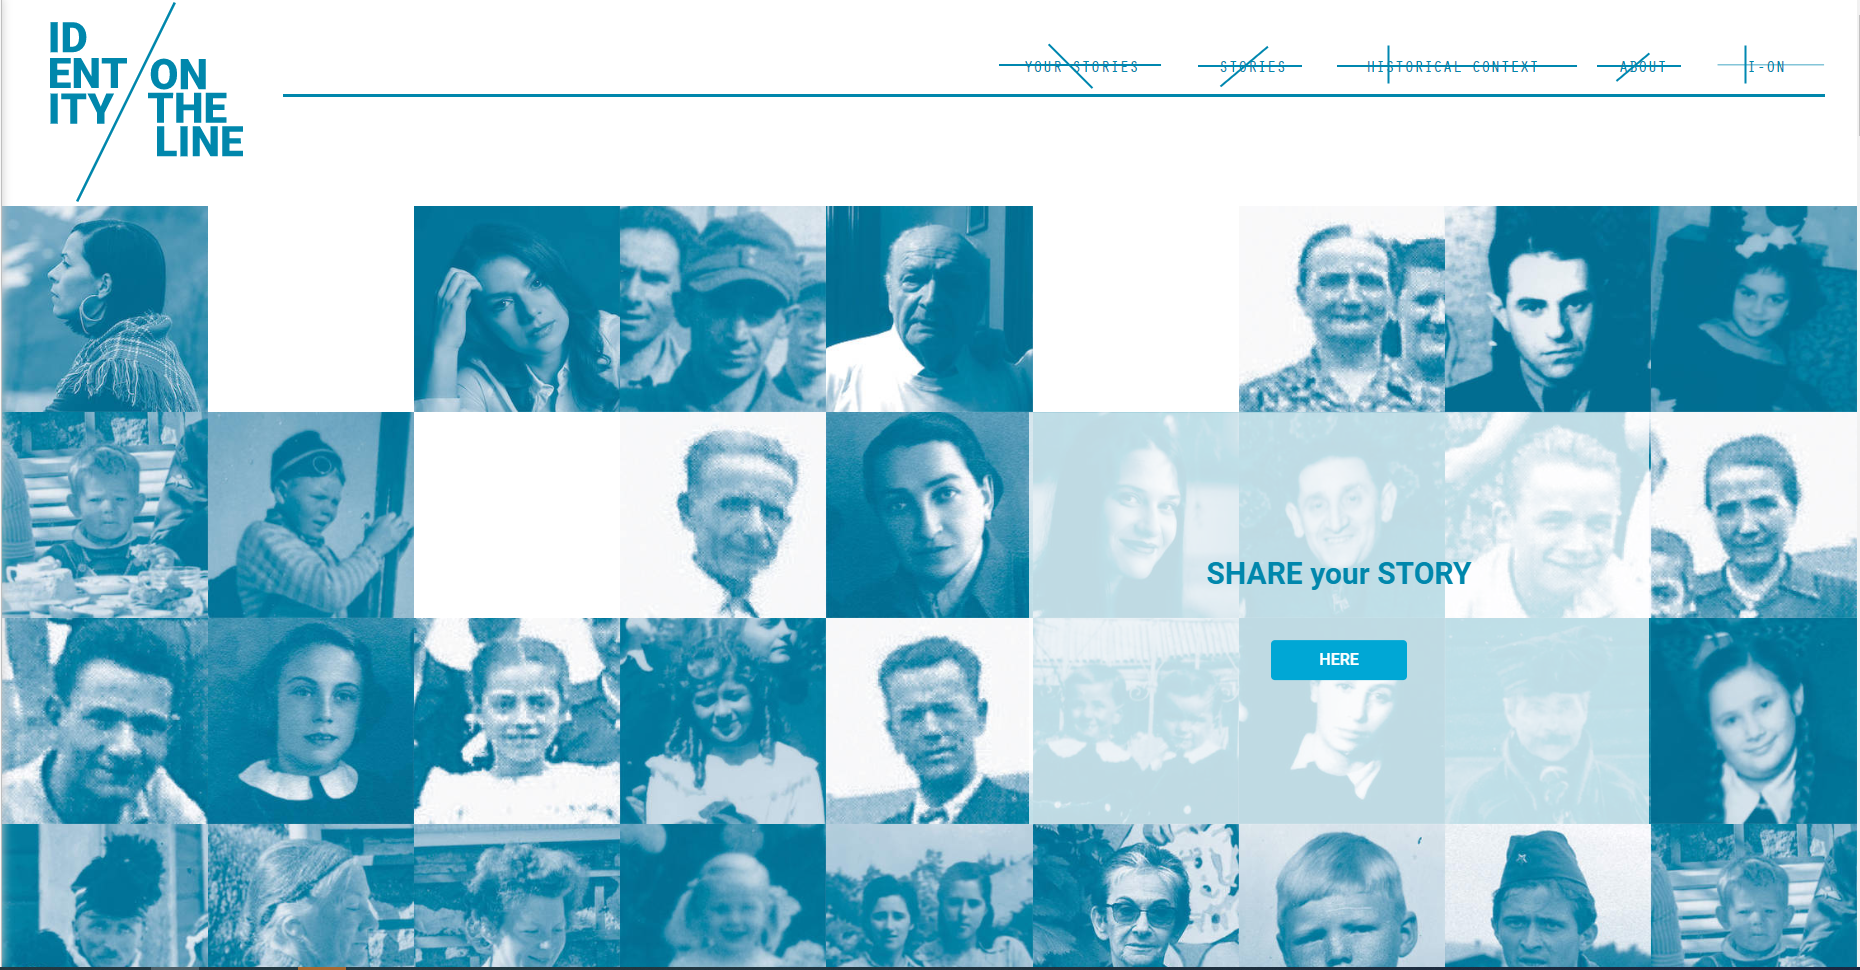 ID
ENT
ITY
ON
THE
LINE
YOUR STORIES
STORIES
HISTORICAL CONTEXT
ABOUT
I-ON
SHARE your STORY
HERE